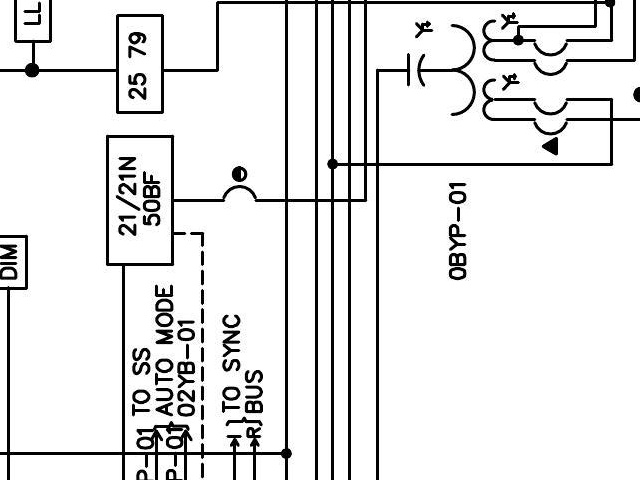 LL
25 79
21/21N
50BF
DIM
TO SS
AUTO MODE
02YB-01
P-01
P-01
TO SYNC
BUS
I
R
0BYP-01
Y
Y
Y